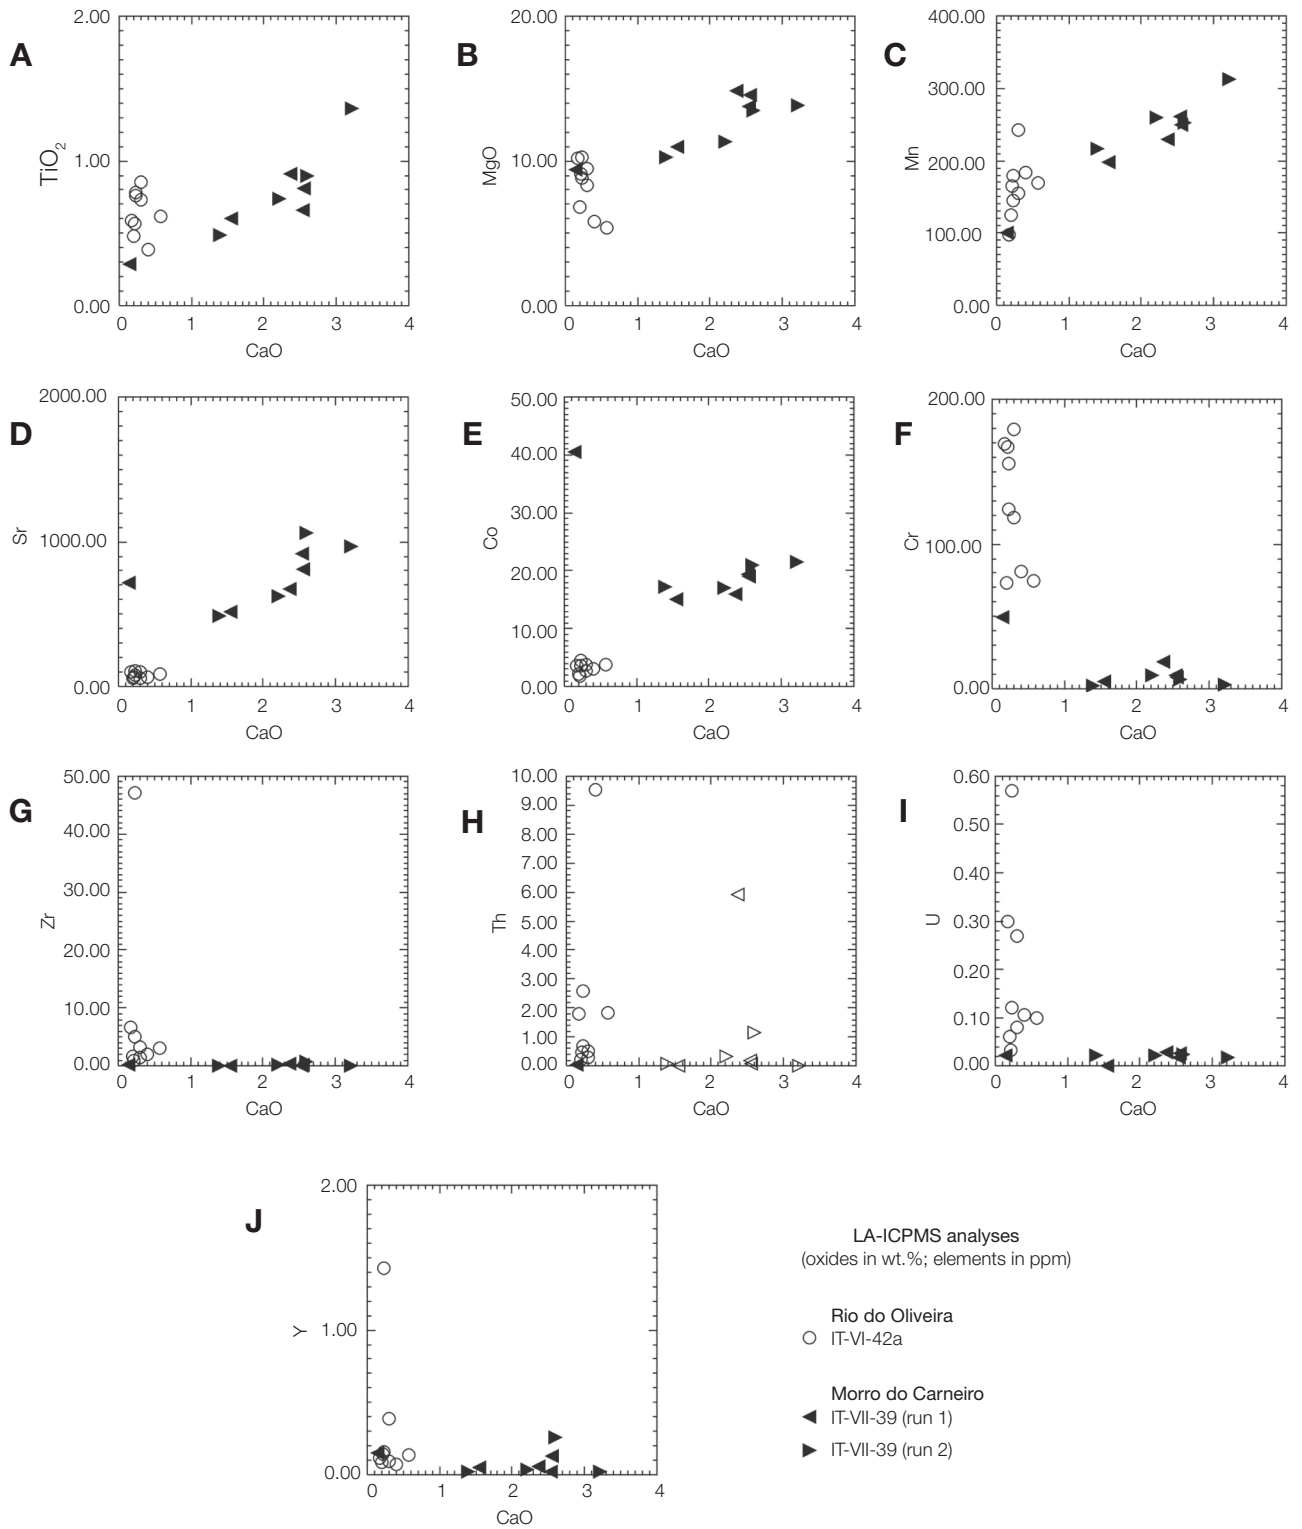 A
2.00
1.00
0.00
TiO2
0 1 2 3 4
CaO
B
20.00
10.00
0.00
MgO
0 1 2 3 4
CaO
C
400.00
300.00
200.00
100.00
0.00
Mn
0 1 2 3 4
CaO
D
2000.00
1000.00
0.00
Sr
0 1 2 3 4
CaO
E
50.00
40.00
30.00
20.00
10.00
0.00
Co
0 1 2 3 4
CaO
F
200.00
100.00
0.00
Cr
0 1 2 3 4
CaO
G
50.00
40.00
30.00
20.00
10.00
0.00
Zr
0 1 2 3 4
CaO
H
10.00
9.00
8.00
7.00
6.00
5.00
4.00
3.00
2.00
1.00
0.00
Th
0 1 2 3 4
CaO
I
0.60
0.50
0.40
0.30
0.20
0.10
0.00
U
0 1 2 3 4
CaO
J
2.00
1.00
0.00
Y
0 1 2 3 4
CaO
LA-ICPMS analyses
(oxides in wt.%; elements in ppm)
Rio do Oliveira
IT-VI-42a
Morro do Carneiro
IT-VII-39 (run 1)
IT-VII-39 (run 2)